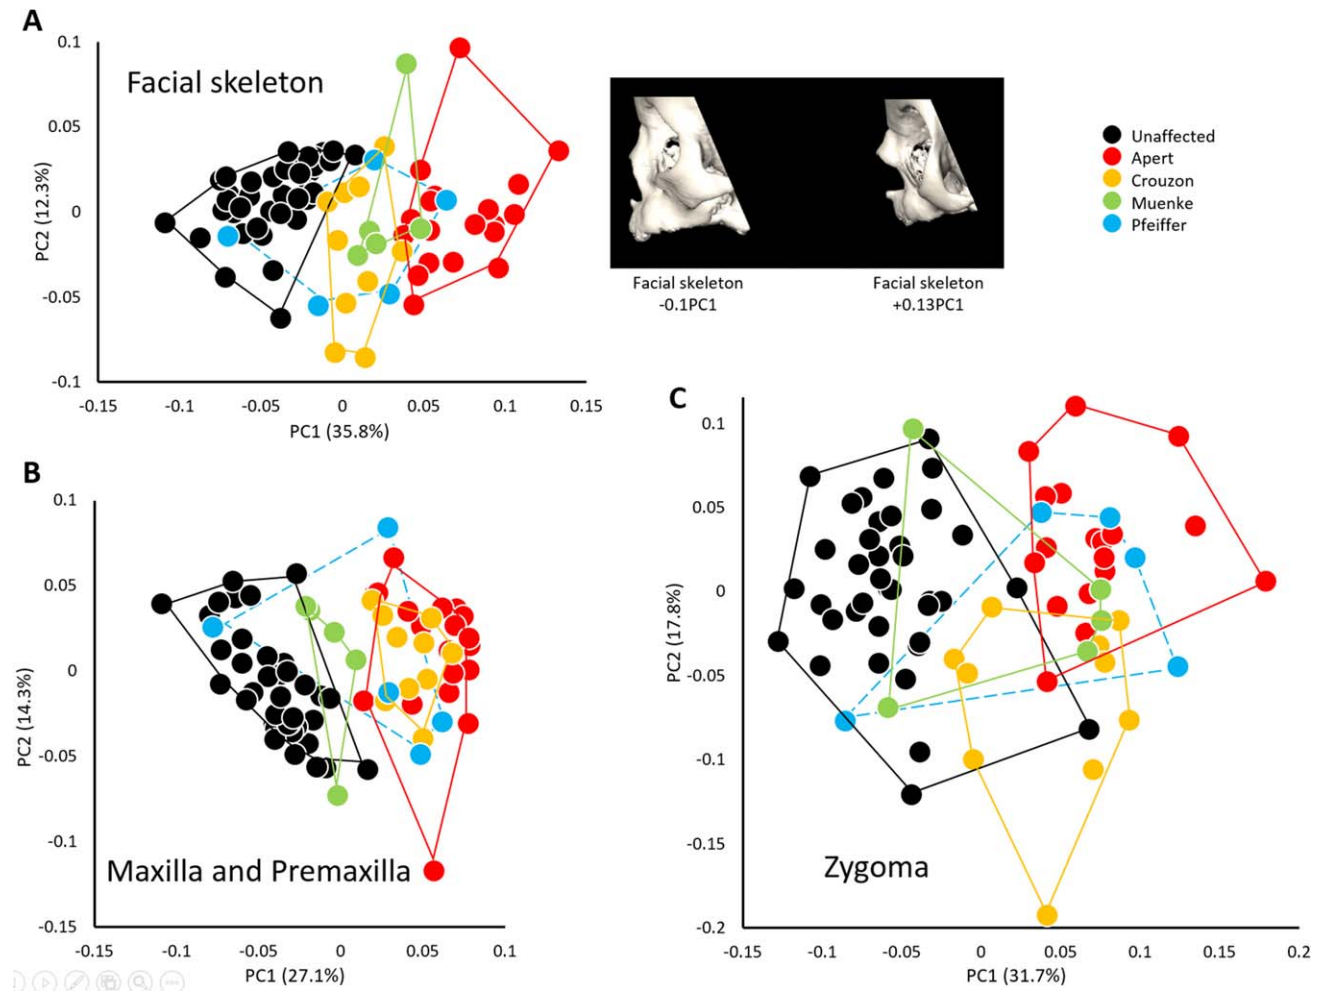 A
Facial skeleton
0.1
0.05
0
-0.05
-0.1
PC2 (12.3%)
-0.15
-0.1
-0.05
0
0.05
0.1
0.15
PC1 (35.8%)
Facial skeleton
-0.1PC1
Facial skeleton
+0.13PC1
Unaffected
Apert
Crouzon
Muenke
Pfeiffer
B
0.1
0.05
0
-0.05
-0.1
-0.15
PC2 (14.3%)
Maxilla and Premaxilla
-0.15
-0.1
-0.05
0
0.05
0.1
PC1 (27.1%)
C
0.1
0.05
0
-0.05
-0.1
-0.15
-0.2
PC2 (17.8%)
Zygoma
-0.15
-0.1
-0.05
0
0.05
0.1
0.15
0.2
PC1 (31.7%)